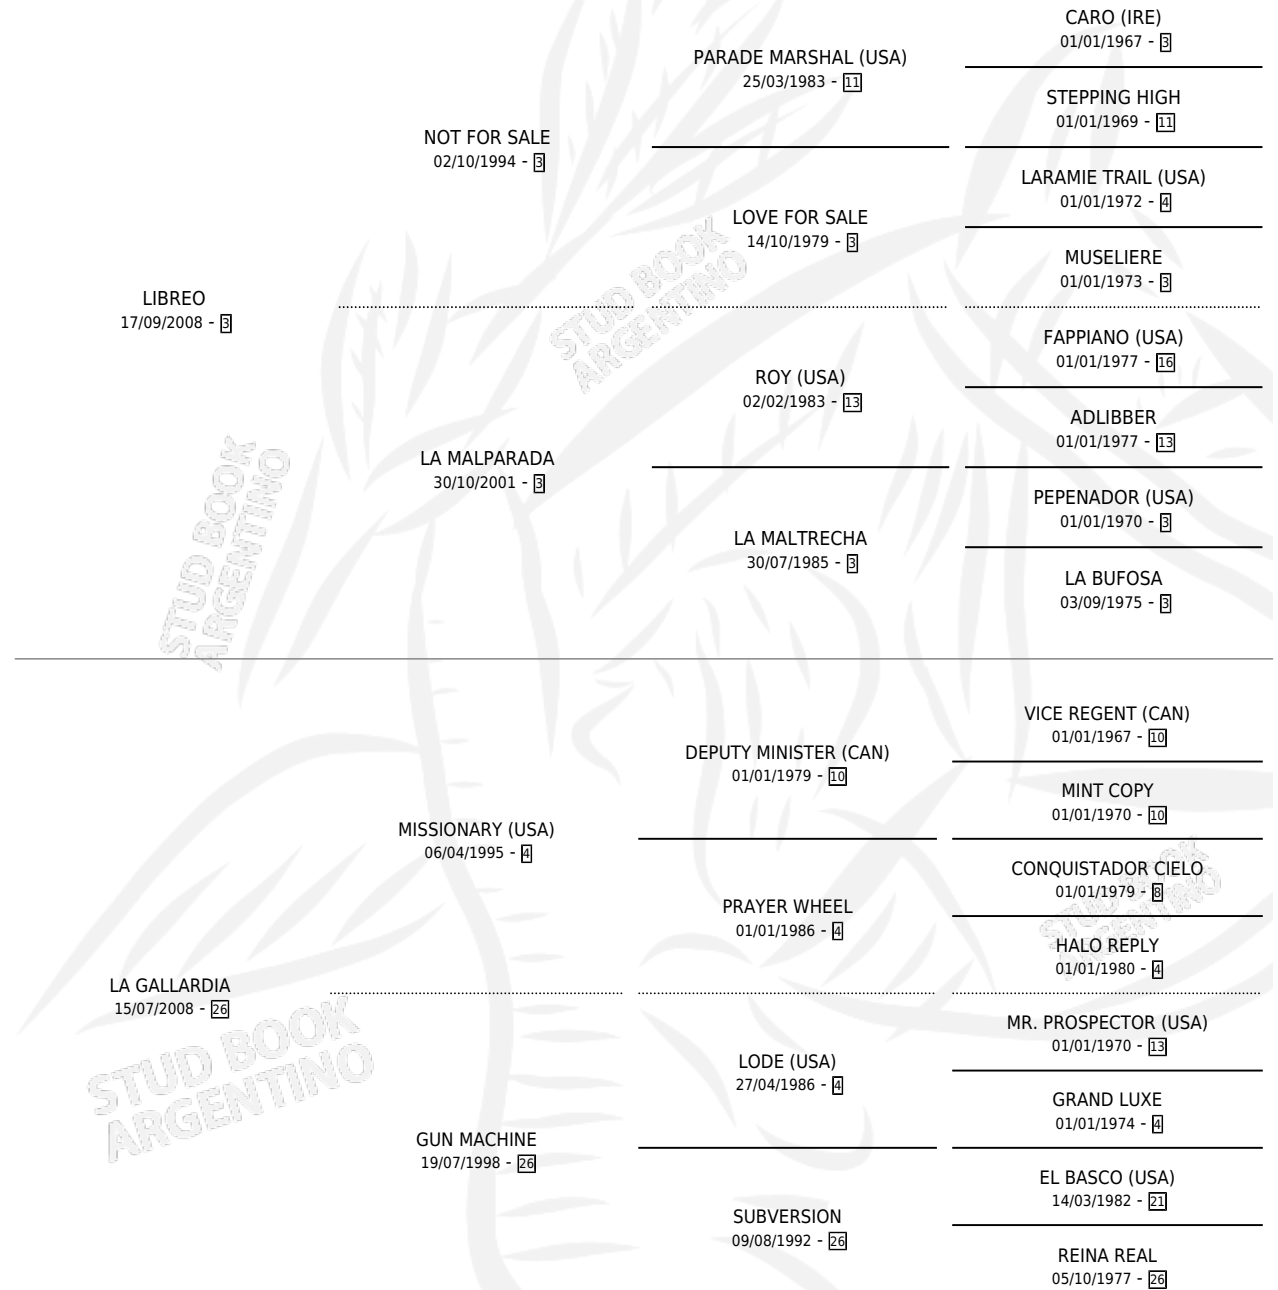 CARO (IRE)
01/01/1967 - 3
PARADE MARSHAL (USA)
25/03/1983 - 11
STEPPING HIGH
01/01/1969 - 11
NOT FOR SALE
02/10/1994 - 3
LARAMIE TRAIL (USA)
01/01/1972 - 4
LOVE FOR SALE
14/10/1979 - 3
MUSELIERE
01/01/1973 - 3
LIBREO
17/09/2008 - 3
STUD BOOK
ARGENTINO
FAPPIANO (USA)
01/01/1977 - 16
ROY (USA)
02/02/1983 - 13
ADLIBBER
01/01/1977 - 13
LA MALPARADA
30/10/2001 - 3
PEPENADOR (USA)
01/01/1970 - 3
LA MALTRECHA
30/07/1985 - 3
LA BUFOSA
03/09/1975 - 3
STUD BOOK
ARGENTINO
VICE REGENT (CAN)
01/01/1967 - 10
DEPUTY MINISTER (CAN)
01/01/1979 - 10
MINT COPY
01/01/1970 - 10
MISSIONARY (USA)
06/04/1995 - 4
CONQUISTADOR CIELO
01/01/1979 - 8
PRAYER WHEEL
01/01/1986 - 4
STUD BOOK
ARGENTINO
HALO REPLY
01/01/1980 - 4
LA GALLARDIA
15/07/2008 - 26
STUD BOOK
ARGENTINO
MR. PROSPECTOR (USA)
01/01/1970 - 13
LODE (USA)
27/04/1986 - 4
GRAND LUXE
01/01/1974 - 4
GUN MACHINE
19/07/1998 - 26
EL BASCO (USA)
14/03/1982 - 21
SUBVERSION
09/08/1992 - 26
REINA REAL
05/10/1977 - 26